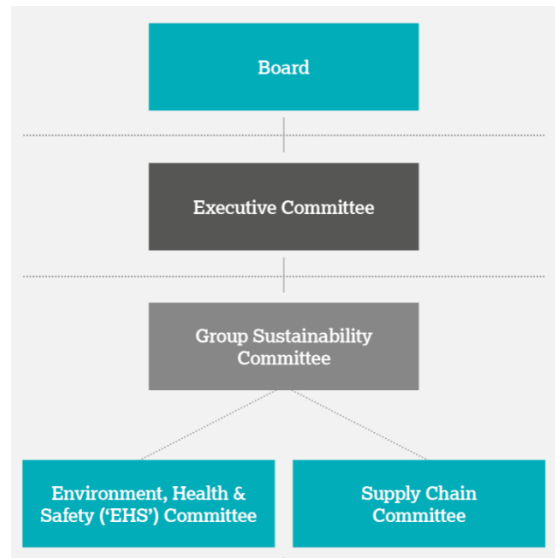 Board
Executive Committee
Group Sustainability
Committee
Environment, Health &
Safety (‘EHS’) Committee
Supply Chain
Committee